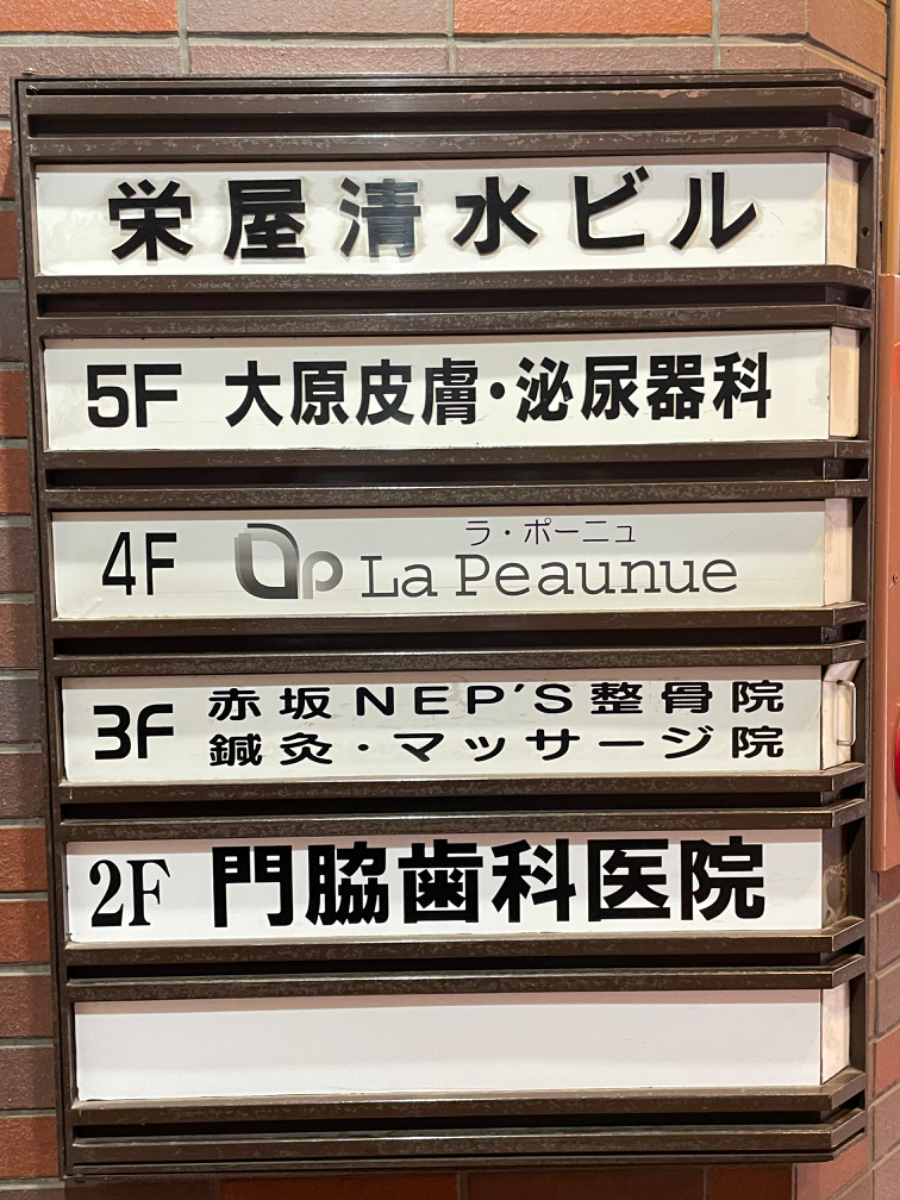 栄屋清水ビル
5F 大原皮膚・泌尿器科
ラ・ポーニュ
4F La Peaunue
3F 赤坂NEP'S整骨院
鍼灸・マッサージ院
2F 門脇歯科医院